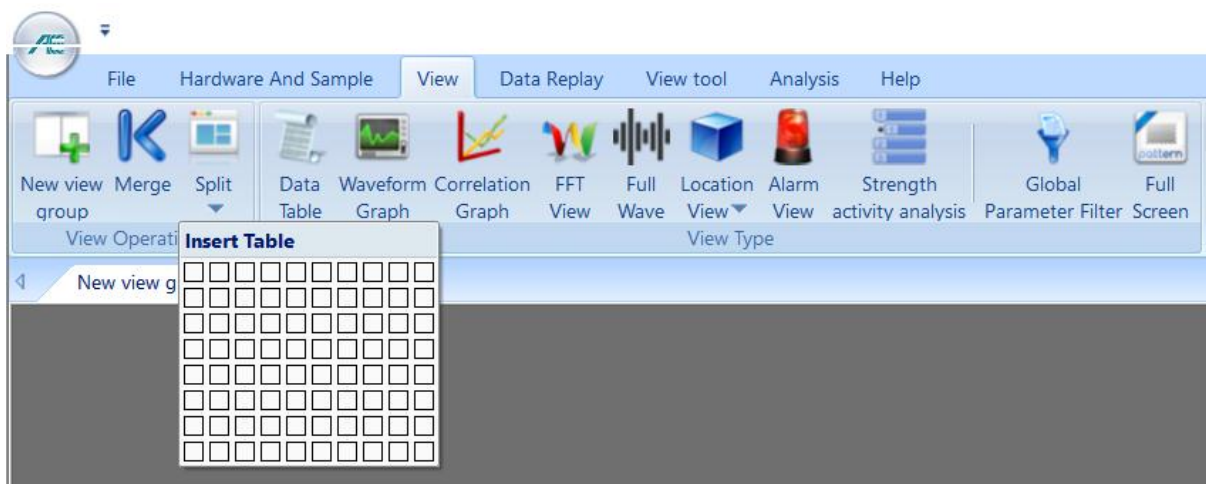 File Hardware And Sample View Data Replay View tool Analysis Help
New view group
Merge
Split
Data Table
Waveform Graph
Correlation Graph
FFT View
Full Wave
Location View
Alarm View
Strength activity analysis
Global Parameter Filter
pattern
Full Screen
View Operati
View Type
Insert Table
New view g